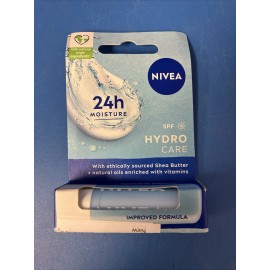 NIVEA
24h
MOISTURE
SPF
HYDRO
CARE
With ethically sourced Shea Butter
+ natural oils enriched with vitamins
NIVEA
IMPROVED FORMULA